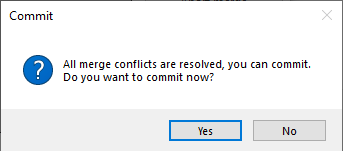 Commit
All merge conflicts are resolved, you can commit.
Do you want to commit now?
Yes
No